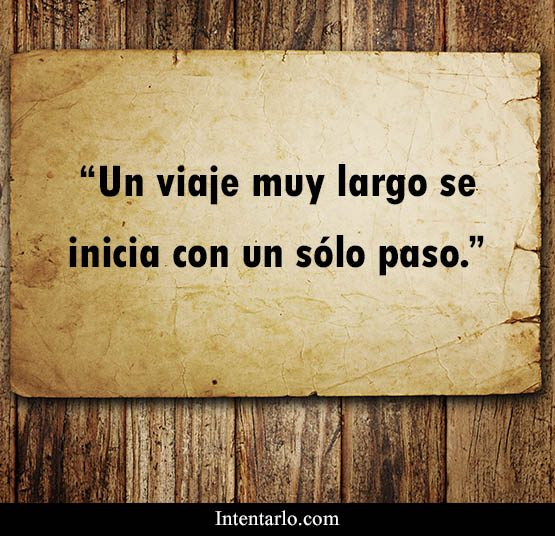 “Un viaje muy largo se
inicia con un sólo paso.”
Intentarlo.com